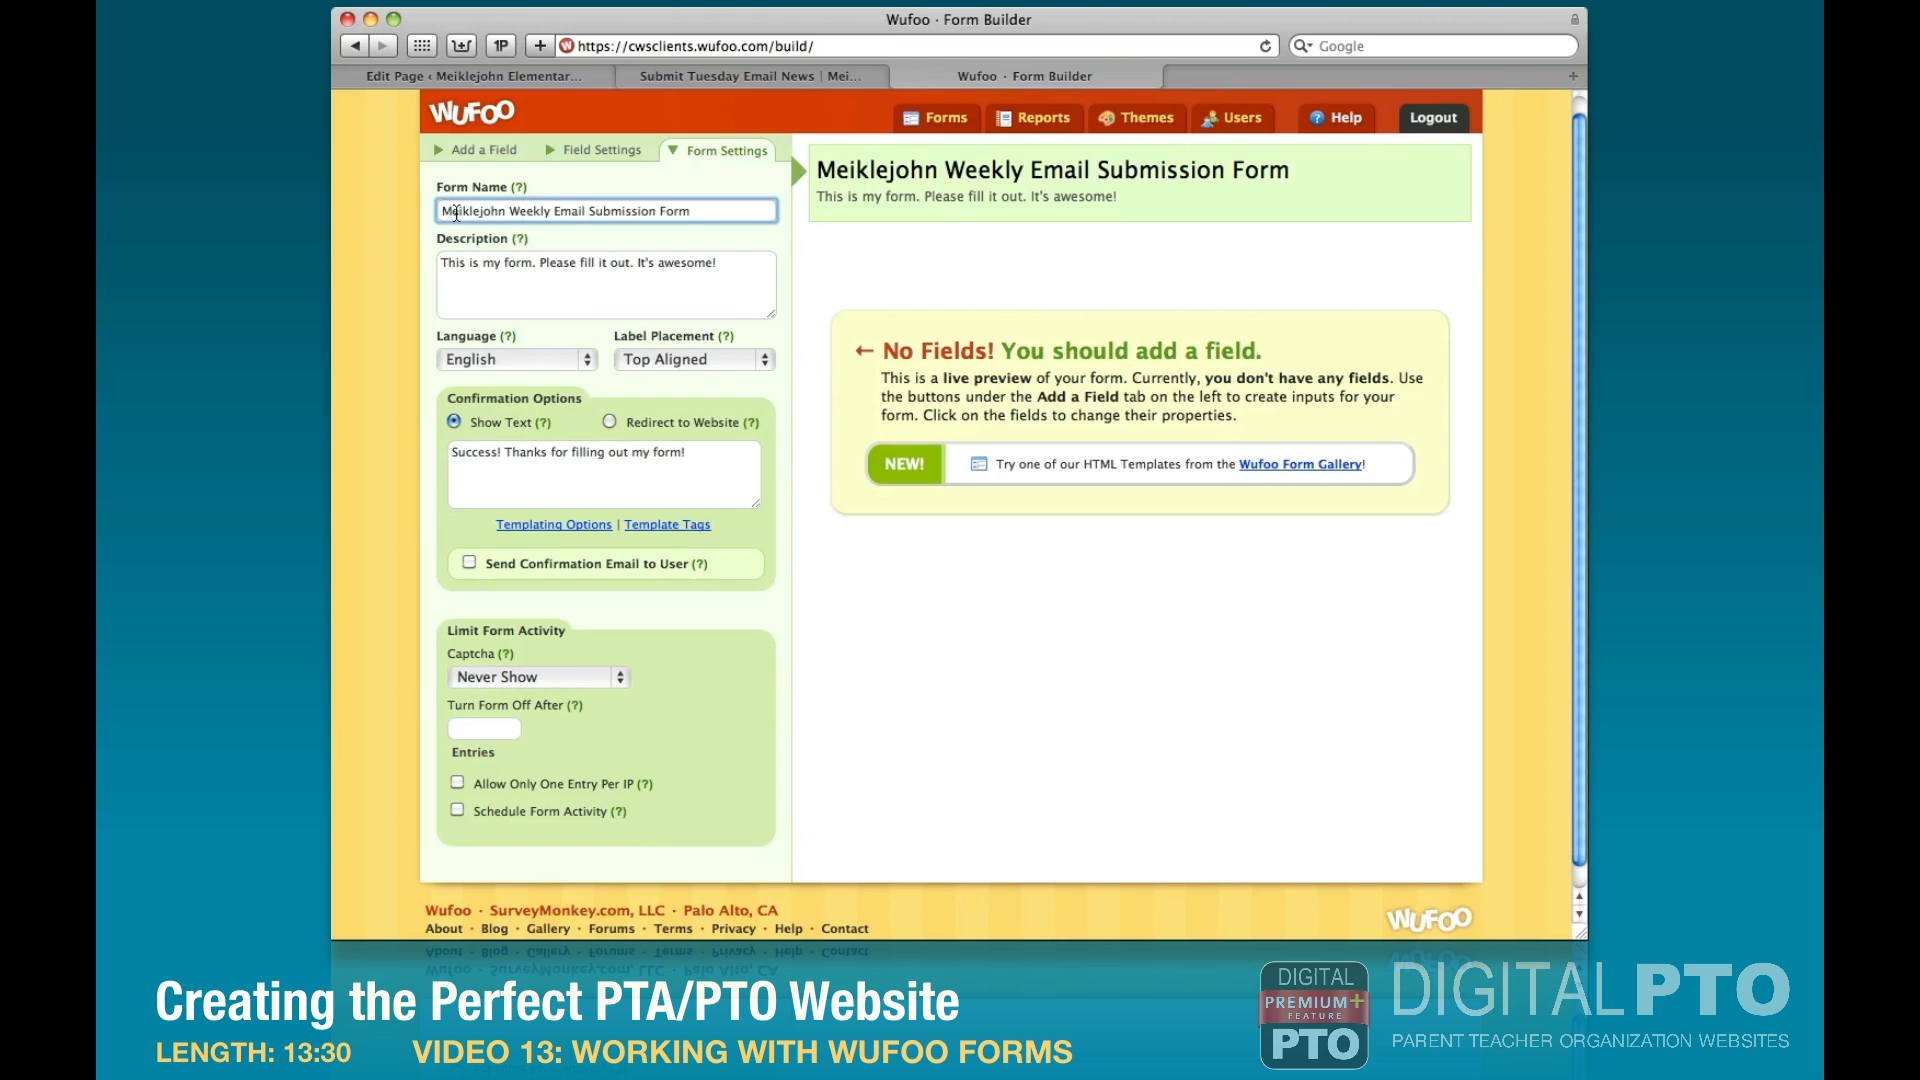 Wufoo · Form Builder
1P
+
https://cwsclients.wufoo.com/build/
Google
Edit Page ‹ Meiklejohn Elementar...
Submit Tuesday Email News | Mei...
Wufoo · Form Builder
+
WUFOO
Forms
Reports
Themes
Users
Help
Logout
Add a Field
Field Settings
Form Settings
Form Name (?)
Meiklejohn Weekly Email Submission Form
Description (?)
This is my form. Please fill it out. It's awesome!
Language (?)
Label Placement (?)
English
Top Aligned
Confirmation Options
Show Text (?)
Redirect to Website (?)
Success! Thanks for filling out my form!
Templating Options | Template Tags
Send Confirmation Email to User (?)
Limit Form Activity
Captcha (?)
Never Show
Turn Form Off After (?)
Entries
Allow Only One Entry Per IP (?)
Schedule Form Activity (?)
Meiklejohn Weekly Email Submission Form
This is my form. Please fill it out. It's awesome!
← No Fields! You should add a field.
This is a live preview of your form. Currently, you don't have any fields. Use
the buttons under the Add a Field tab on the left to create inputs for your
form. Click on the fields to change their properties.
NEW!
Try one of our HTML Templates from the Wufoo Form Gallery!
Wufoo · SurveyMonkey.com, LLC · Palo Alto, CA
About · Blog · Gallery · Forums · Terms · Privacy · Help · Contact
WUFOO
Creating the Perfect PTA/PTO Website
LENGTH: 13:30
VIDEO 13: WORKING WITH WUFOO FORMS
DIGITAL
PREMIUM+
FEATURE
PTO
DIGITALPTO
PARENT TEACHER ORGANIZATION WEBSITES